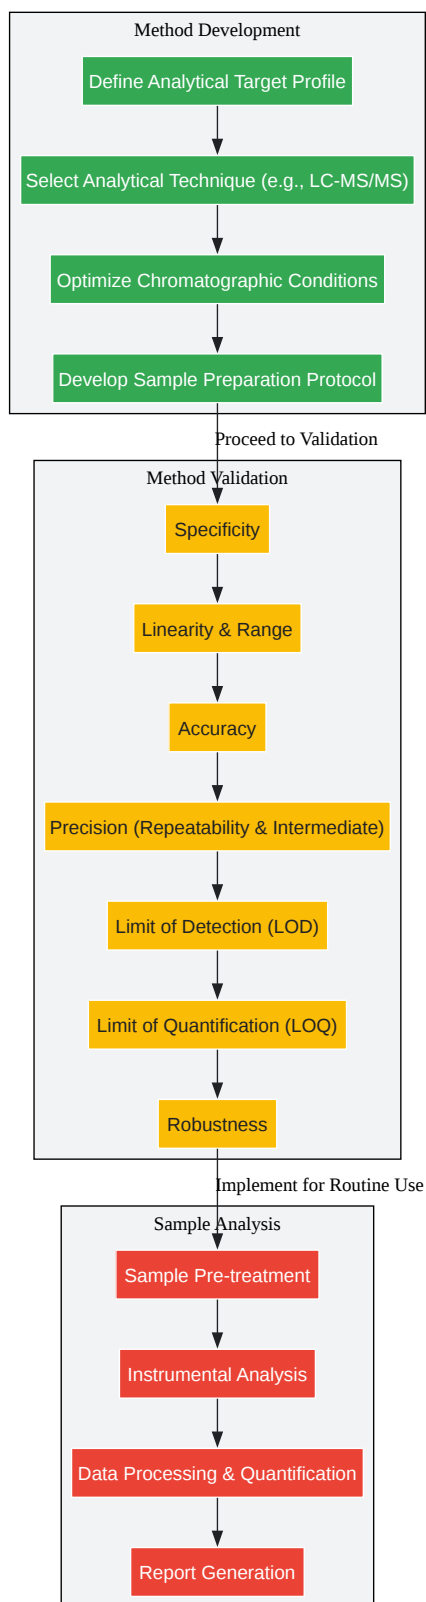 Method Development
Define Analytical Target Profile
Select Analytical Technique (e.g., LC-MS/MS)
Optimize Chromatographic Conditions
Develop Sample Preparation Protocol
Proceed to Validation
Method Validation
Specificity
Linearity & Range
Accuracy
Precision (Repeatability & Intermediate)
Limit of Detection (LOD)
Limit of Quantification (LOQ)
Robustness
Implement for Routine Use
Sample Analysis
Sample Pre-treatment
Instrumental Analysis
Data Processing & Quantification
Report Generation